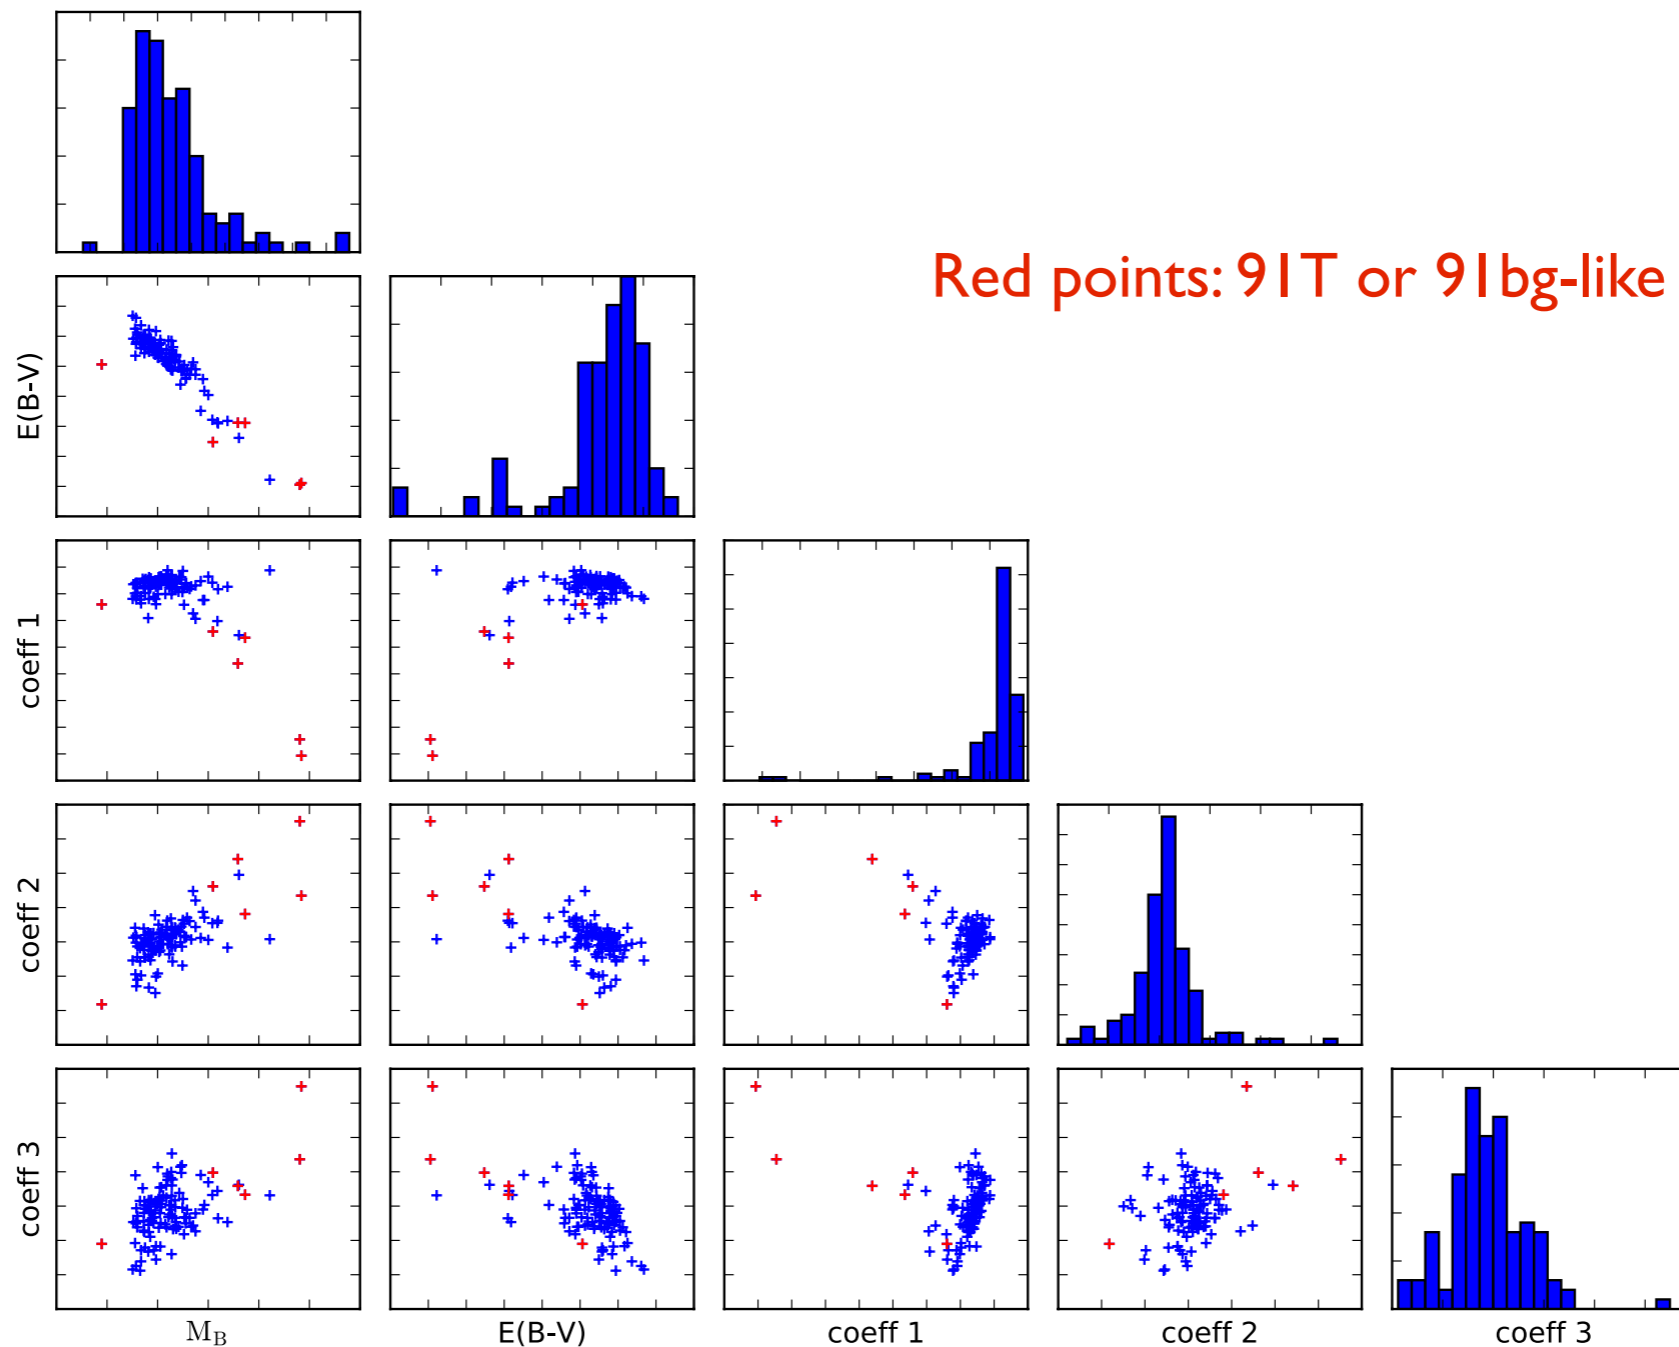 Red points: 91T or 91bg-like
E(B-V)
coeff 1
coeff 2
coeff 3
M_B
E(B-V)
coeff 1
coeff 2
coeff 3